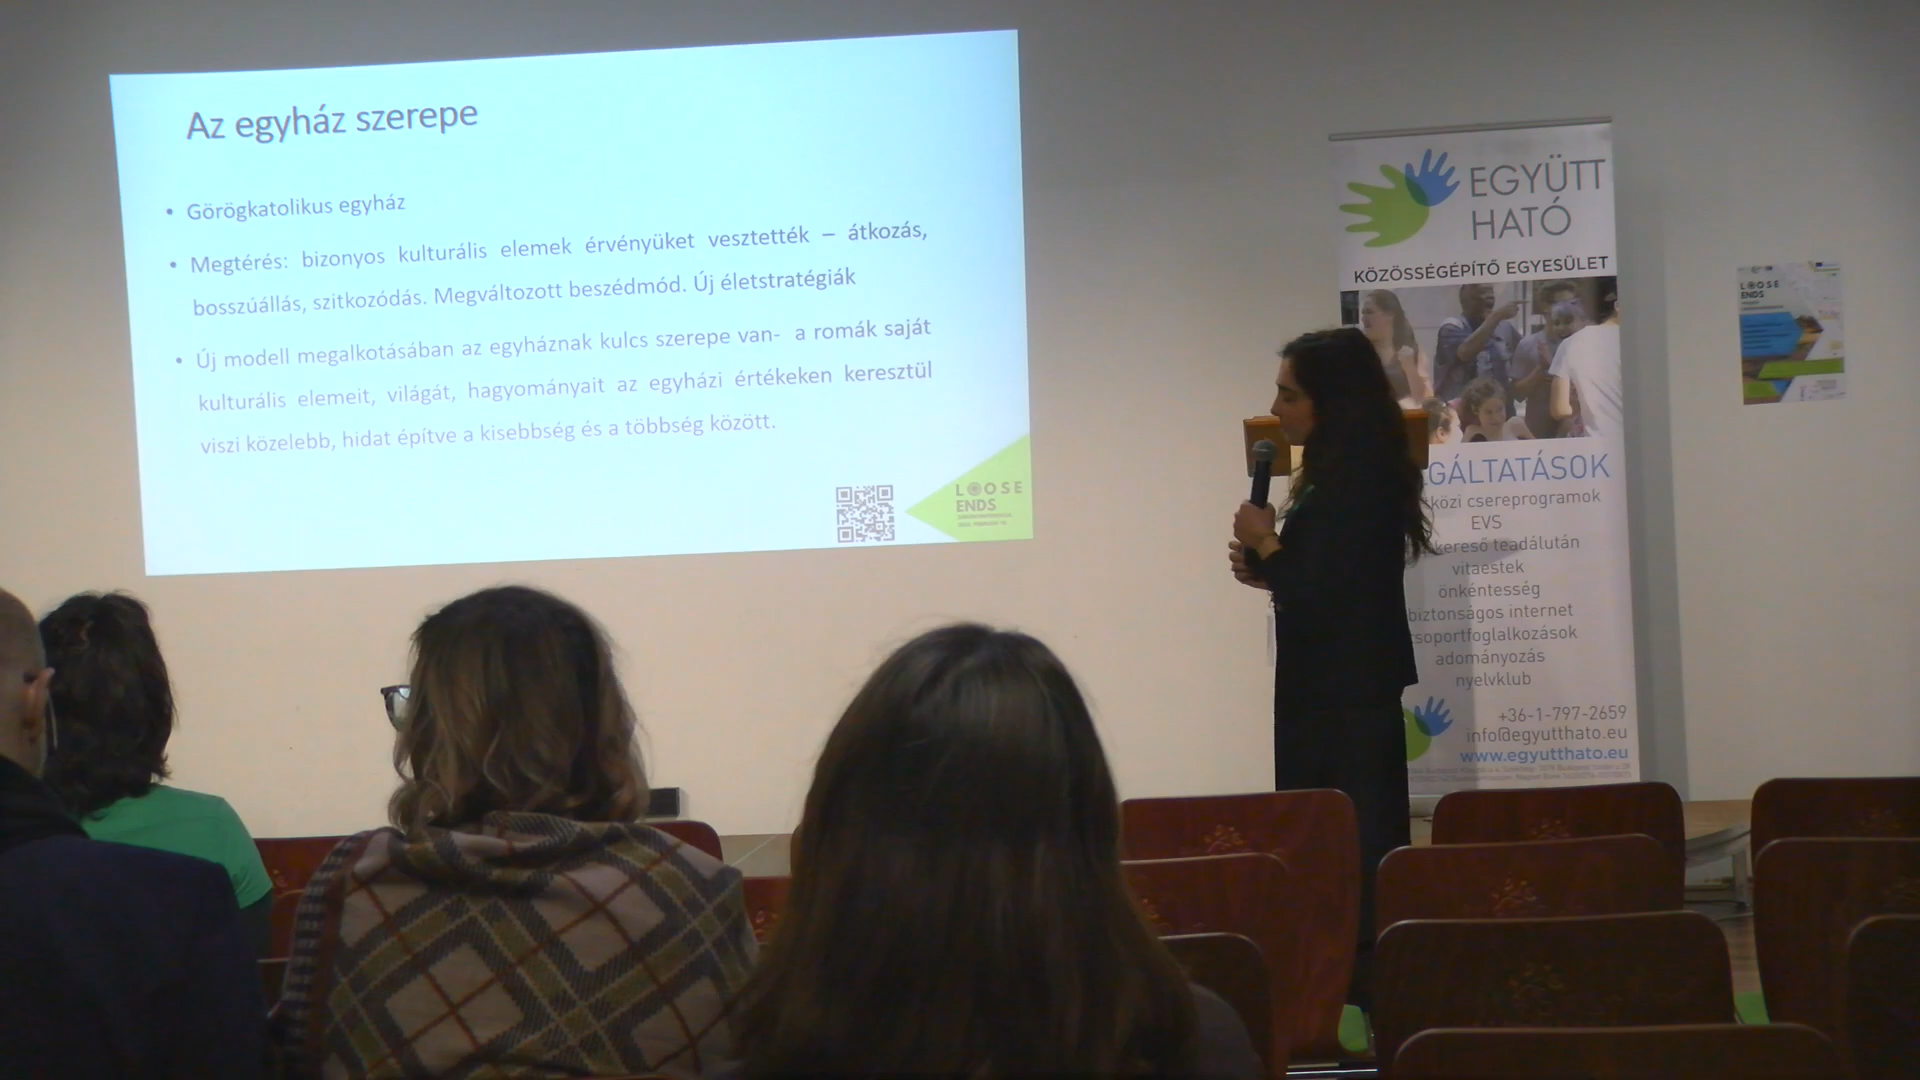 Az egyház szerepe
• Görögkatolikus egyház
• Megtérés: bizonyos kulturális elemek érvényüket vesztették – átkozás,
bosszúállás, szitkozódás. Megváltozott beszédmód. Új életstratégiák
• Új modell megalkotásában az egyháznak kulcs szerepe van- a romák saját
kulturális elemeit, világát, hagyományait az egyházi értékeken keresztül
viszi közelebb, hidat építve a kisebbség és a többség között.
LOOSE
ENDS
EGYÜTT
HATÓ
KÖZÖSSÉGÉPÍTŐ EGYESÜLET
GÁLTATÁSOK
közi csereprogramok
EVS
kereső teadálután
vitaestek
önkéntesség
biztonságos internet
csoportfoglalkozások
adományozás
nyelvklub
+36-1-797-2659
info@egyutthato.eu
www.egyutthato.eu
LOOSE
ENDS